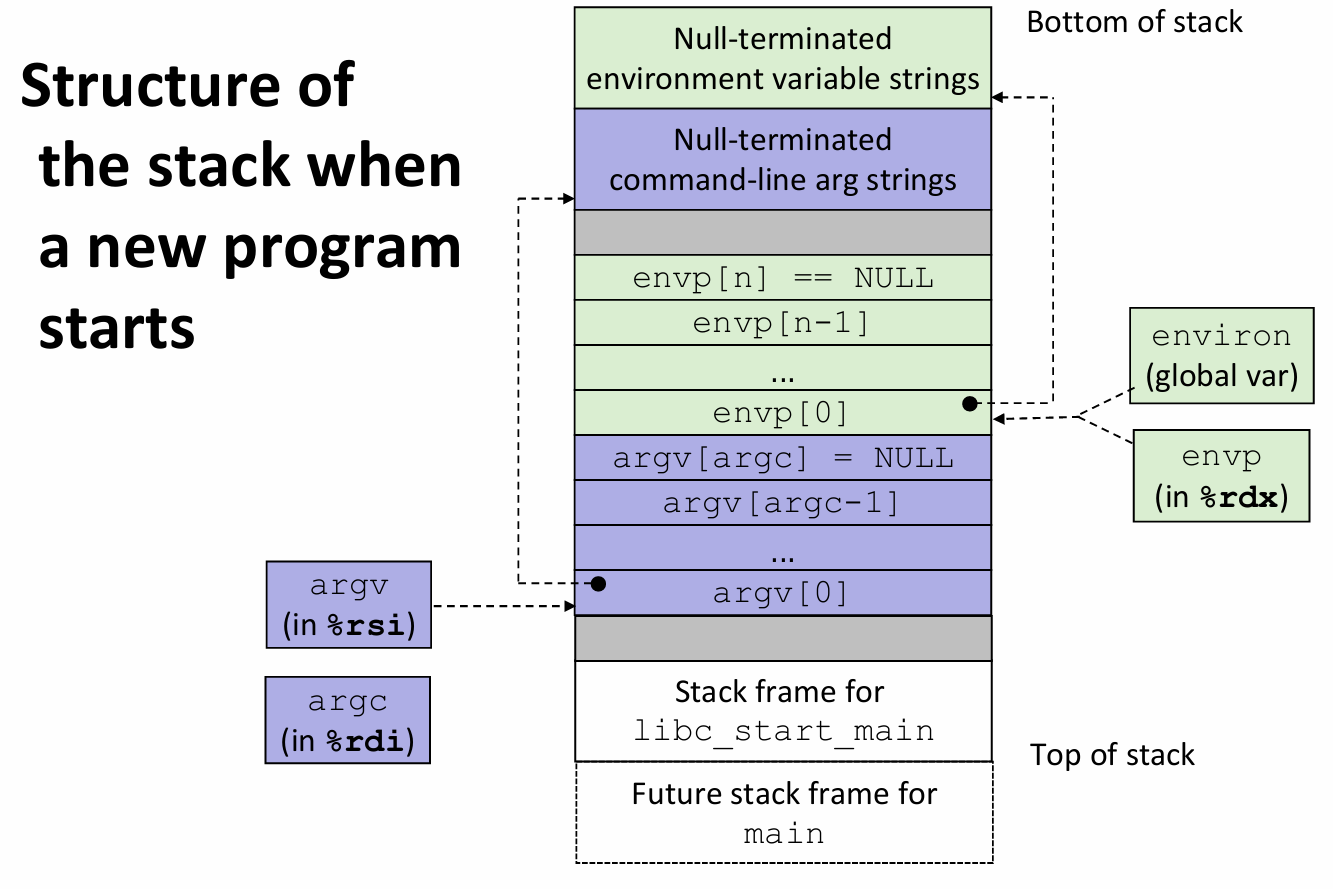 Structure of
the stack when
a new program
starts
Bottom of stack
Null-terminated
environment variable strings
Null-terminated
command-line arg strings
envp[n] == NULL
envp[n-1]
...
envp[0]
argv[argc] = NULL
argv[argc-1]
...
argv[0]
environ
(global var)
envp
(in %rdx)
argv
(in %rsi)
argc
(in %rdi)
Stack frame for
libc_start_main
Top of stack
Future stack frame for
main